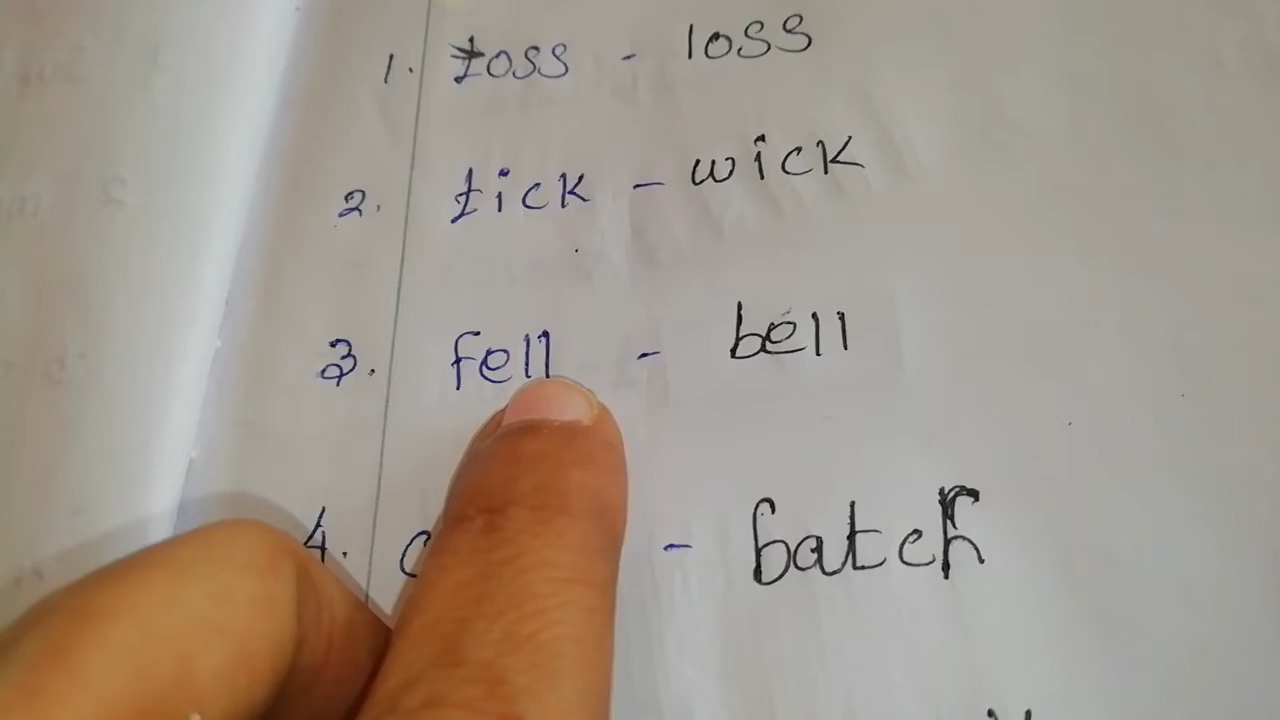 1. toss - loss
2. tick - wick
3. fell - bell
4. - batch